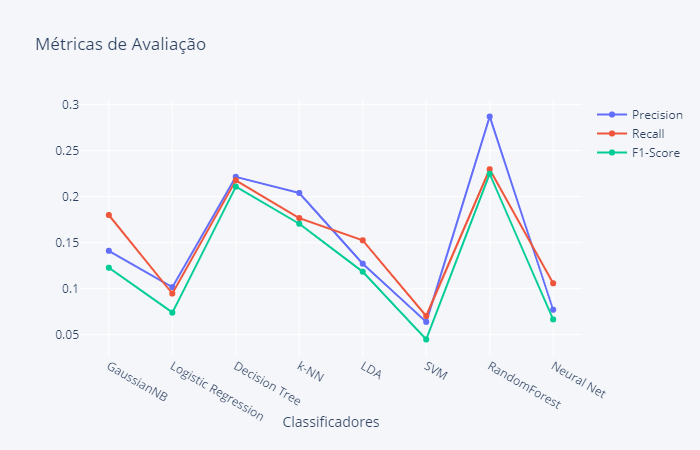 Métricas de Avaliação
0.3
0.25
0.2
0.15
0.1
0.05
Precision
Recall
F1-Score
GaussianNB
Logistic Regression
Decision Tree
k-NN
LDA
SVM
RandomForest
Neural Net
Classificadores